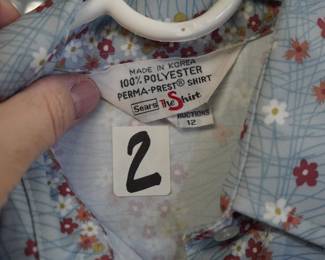 MADE IN KOREA
100% POLYESTER
PERMA-PREST® SHIRT
Sears The Shirt
12
2